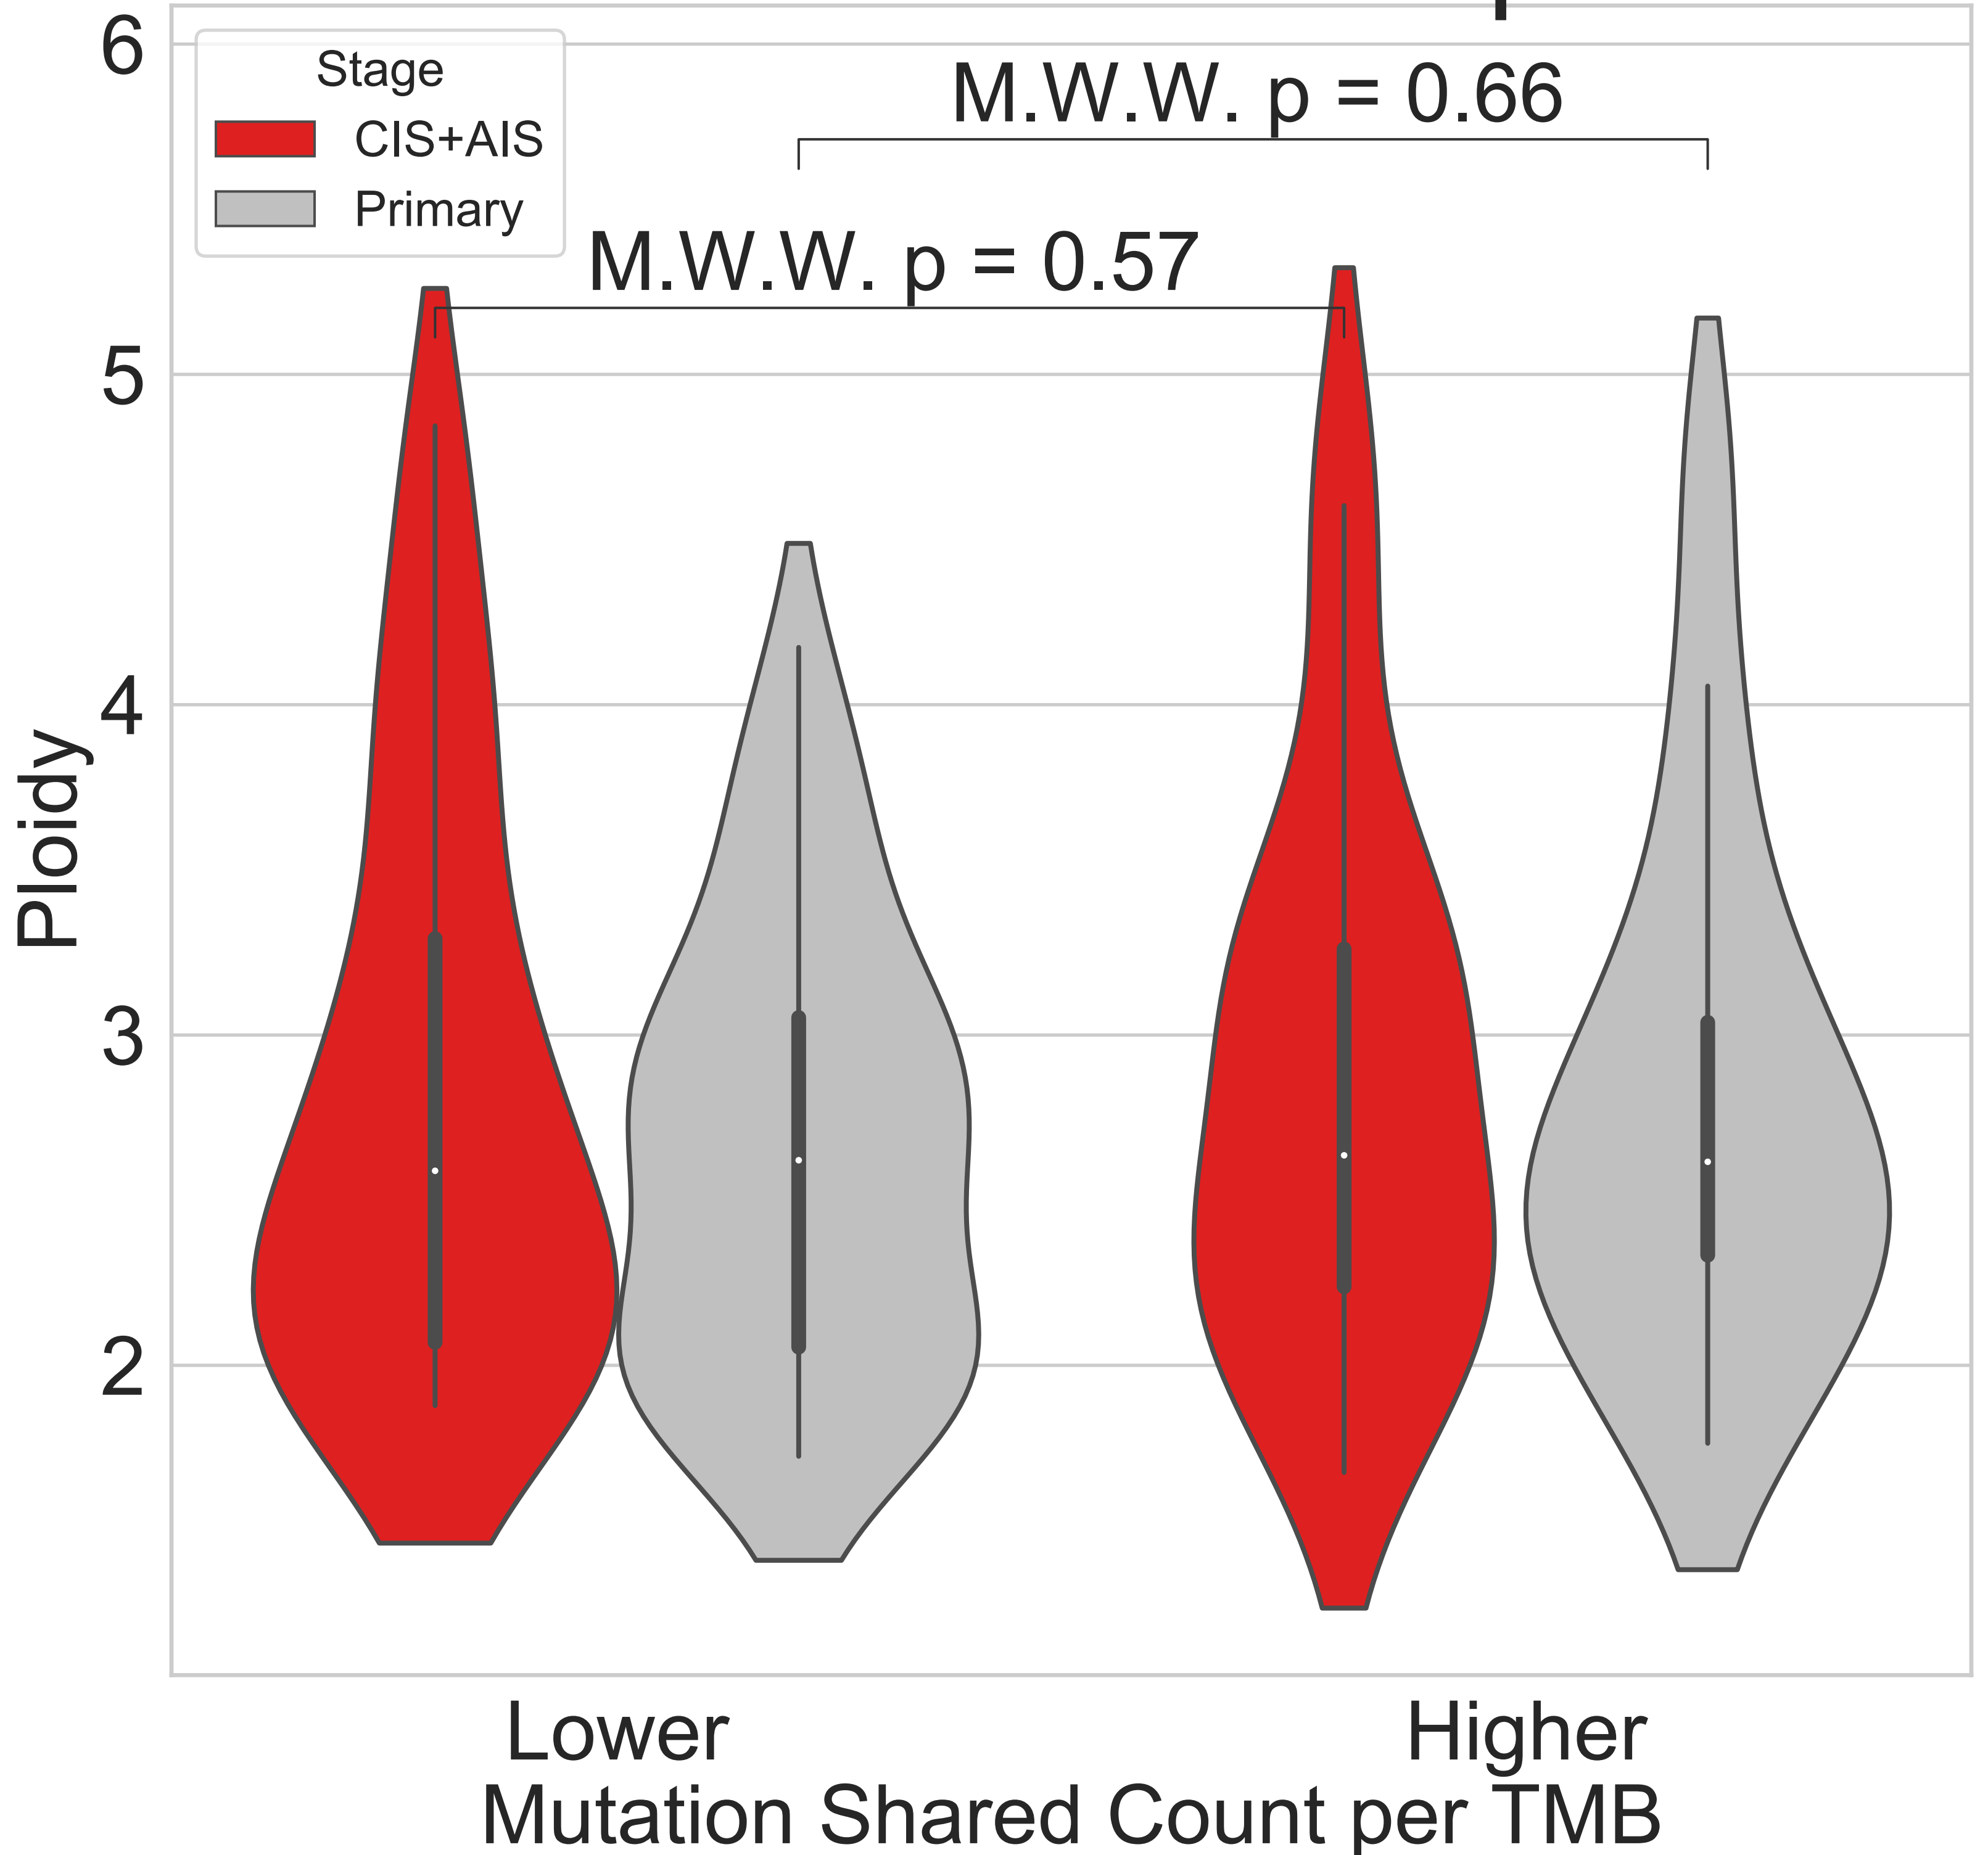 6
5
4
3
2
Ploidy
Stage
CIS+AIS
Primary
M.W.W. p = 0.66
M.W.W. p = 0.57
Lower
Higher
Mutation Shared Count per TMB